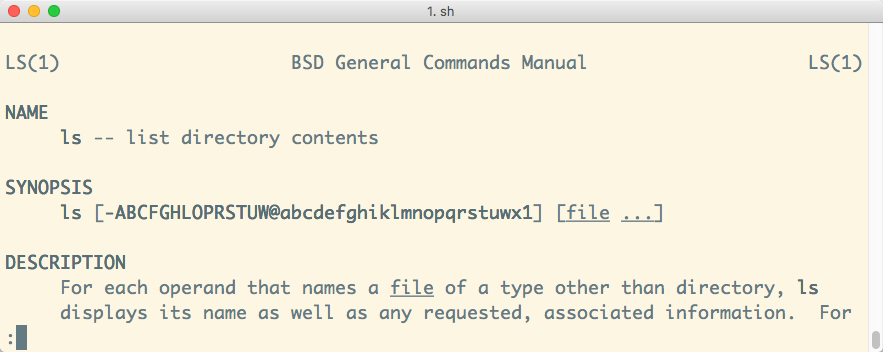 1. sh
LS(1) BSD General Commands Manual LS(1)
NAME
ls -- list directory contents
SYNOPSIS
ls [-ABCFGHLOPRSTUW@abcdefghiklmnopqrstuwx1] [file ...]
DESCRIPTION
For each operand that names a file of a type other than directory, ls
displays its name as well as any requested, associated information. For
: